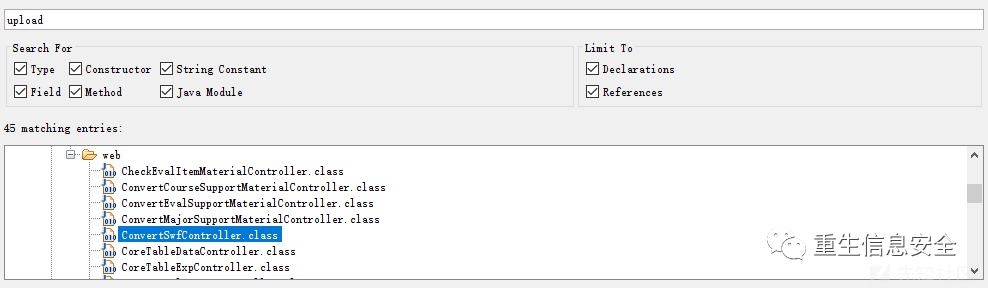 upload
Search For
Limit To
Type Constructor String Constant
Declarations
Field Method Java Module
References
45 matching entries:
web
CheckEvalItemMaterialController.class
ConvertCourseSupportMaterialController.class
ConvertEvalSupportMaterialController.class
ConvertMajorSupportMaterialController.class
ConvertSwfController.class
CoreTableDataController.class
CoreTableExpController.class
重生信息安全